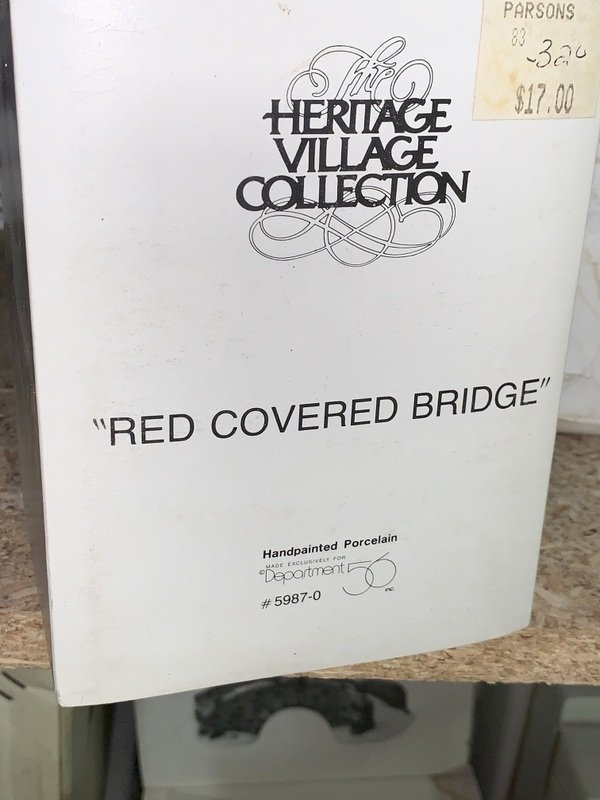 PARSONS
83
$17.00
The
HERITAGE
VILLAGE
COLLECTION
"RED COVERED BRIDGE"
Handpainted Porcelain
MADE EXCLUSIVELY FOR
©Department 56 inc.
# 5987-0